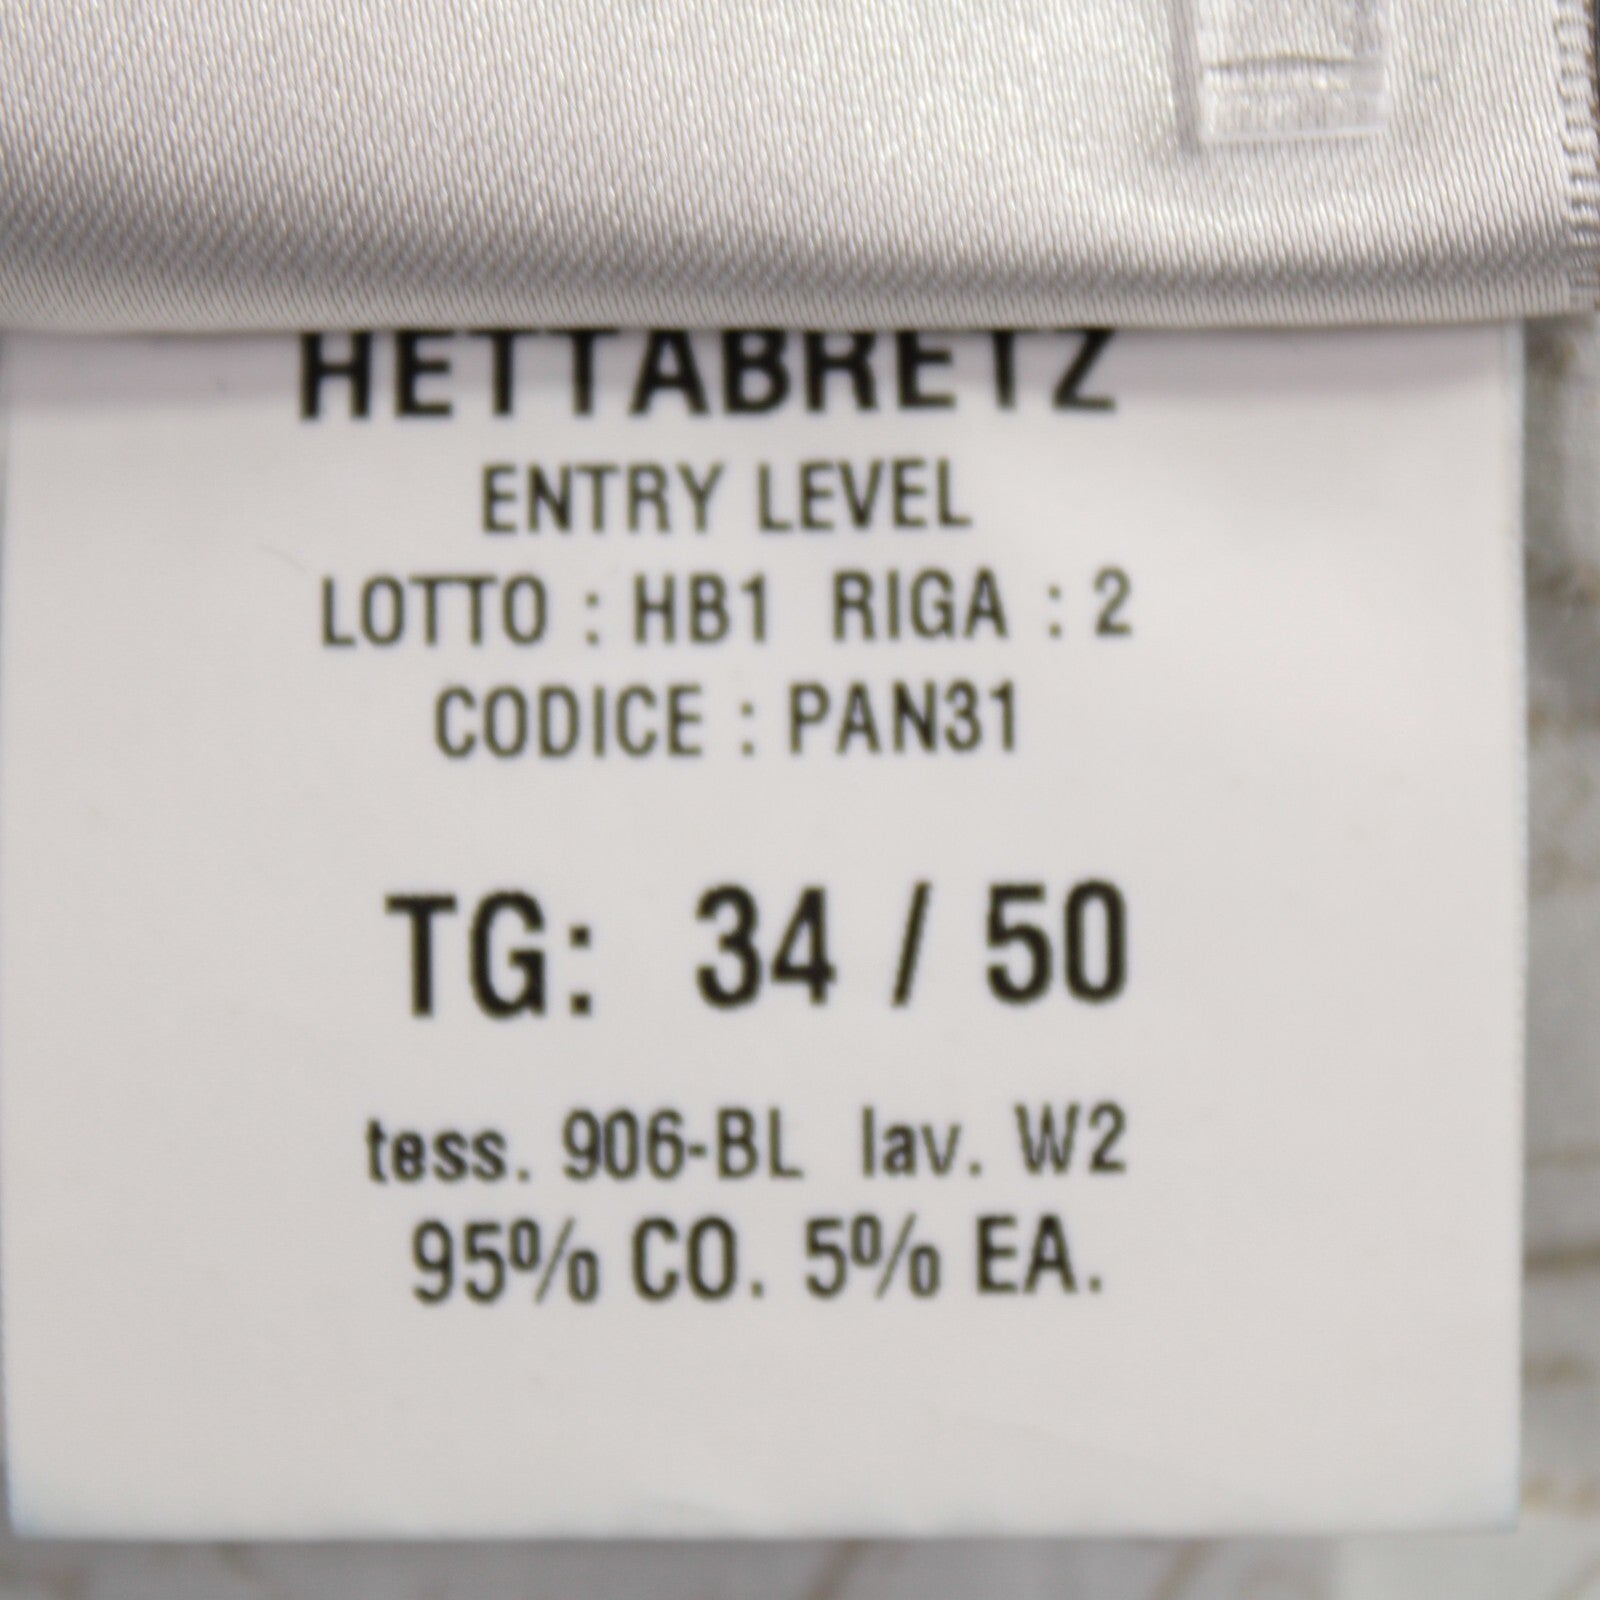 HETTABRETZ
ENTRY LEVEL
LOTTO : HB1 RIGA : 2
CODICE : PAN31
TG: 34 / 50
tess. 906-BL lav. W2
95% CO. 5% EA.